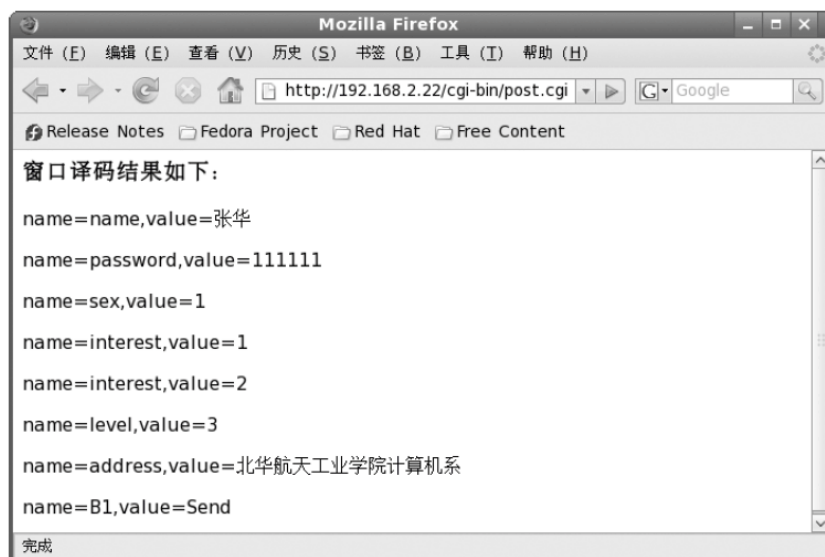 Mozilla Firefox
文件 (F) 编辑 (E) 查看 (V) 历史 (S) 书签 (B) 工具 (T) 帮助 (H)
http://192.168.2.22/cgi-bin/post.cgi G Google
Release Notes Fedora Project Red Hat Free Content
窗口译码结果如下：
name=name,value=张华
name=password,value=111111
name=sex,value=1
name=interest,value=1
name=interest,value=2
name=level,value=3
name=address,value=北华航天工业学院计算机系
name=B1,value=Send
完成